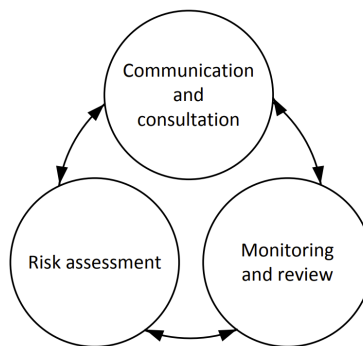 Communication
and
consultation
Risk assessment
Monitoring
and review